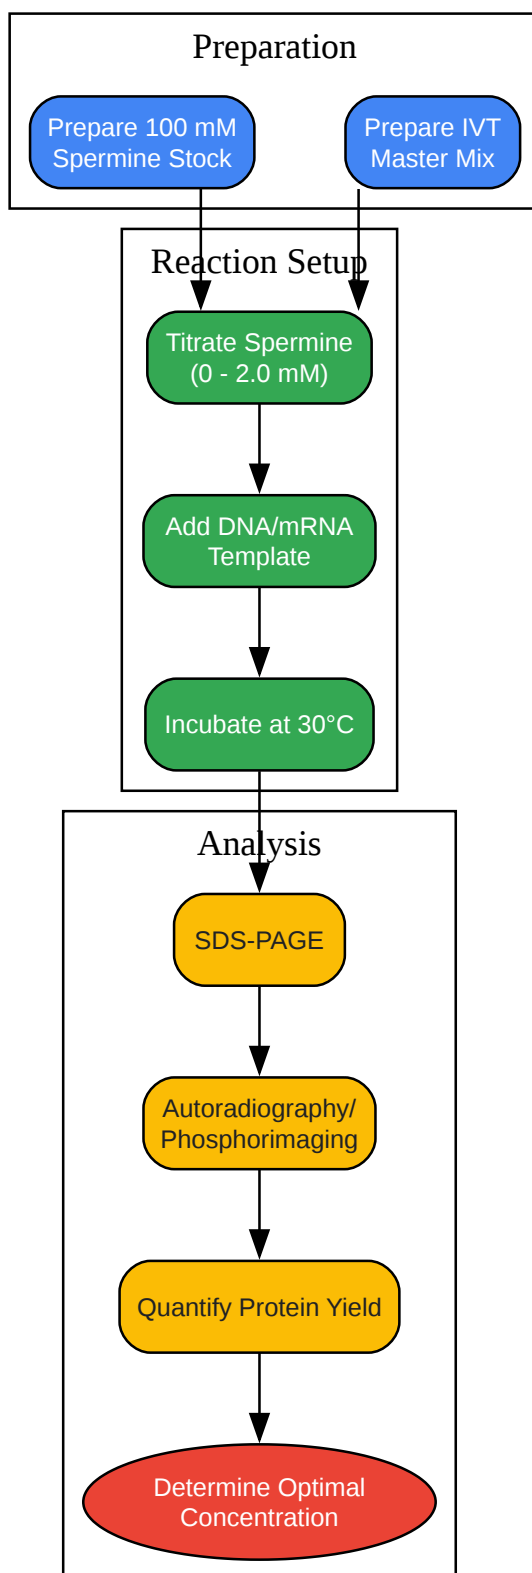 Preparation
Prepare 100 mM
Spermine Stock
Prepare IVT
Master Mix
Reaction Setup
Titrate Spermine
(0 - 2.0 mM)
Add DNA/mRNA
Template
Incubate at 30°C
Analysis
SDS-PAGE
Autoradiography/
Phosphorimaging
Quantify Protein Yield
Determine Optimal
Concentration